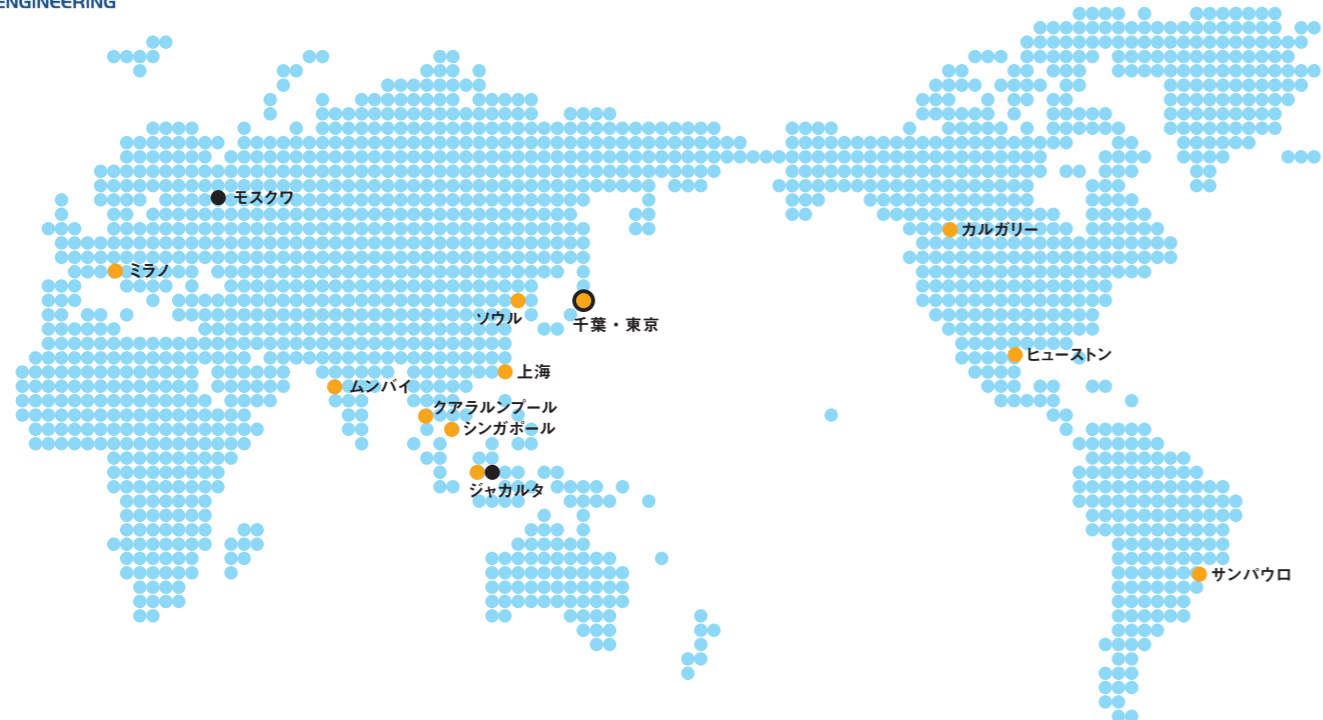 ENGINEERING
モスクワ
カルガリー
ミラノ
ソウル
千葉・東京
ヒューストン
上海
ムンバイ
クアラルンプール
シンガポール
ジャカルタ
サンパウロ